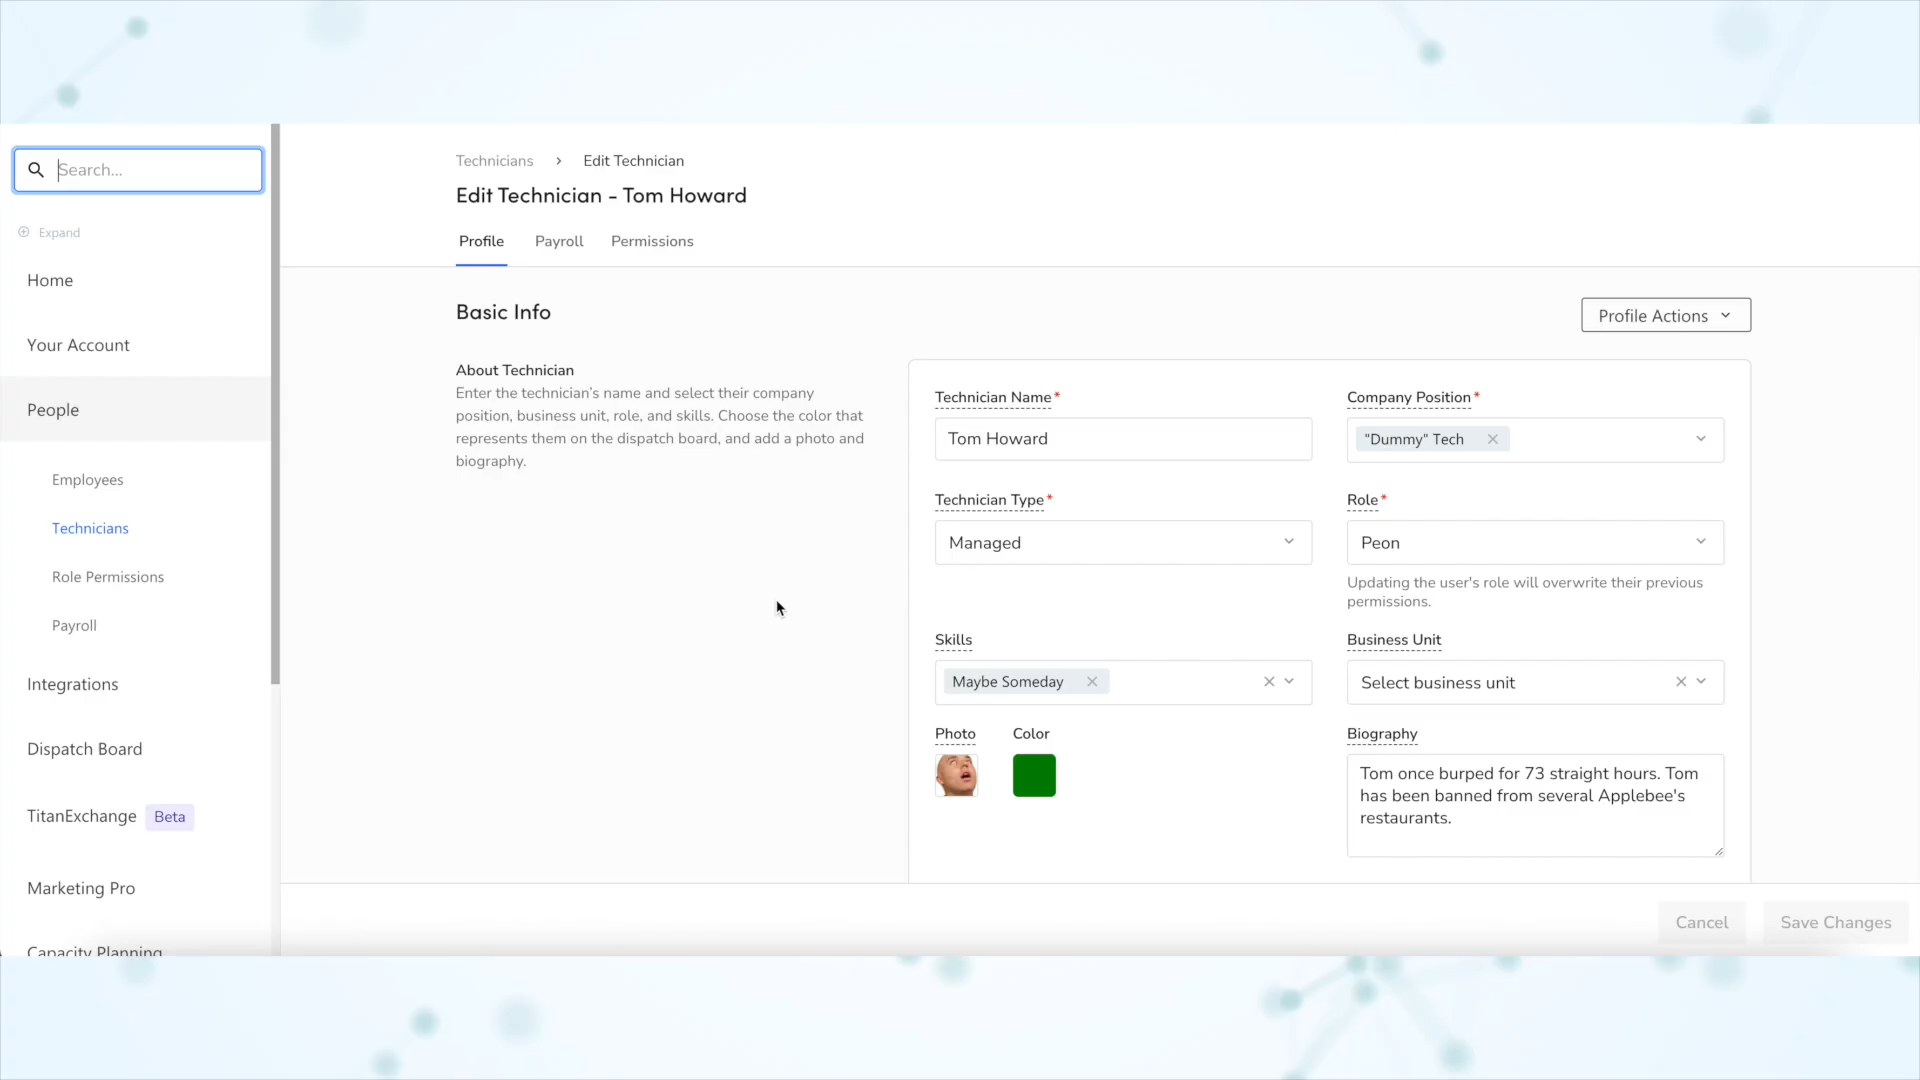 Search...
Expand
Home
Your Account
People
Employees
Technicians
Role Permissions
Payroll
Integrations
Dispatch Board
TitanExchange Beta
Marketing Pro
Capacity Planning
Technicians > Edit Technician
Edit Technician - Tom Howard
Profile Payroll Permissions
Basic Info
Profile Actions
About Technician
Enter the technician's name and select their company
position, business unit, role, and skills. Choose the color that
represents them on the dispatch board, and add a photo and
biography.
Technician Name*
Tom Howard
Company Position*
"Dummy" Tech
Technician Type*
Managed
Role*
Peon
Updating the user's role will overwrite their previous
permissions.
Skills
Maybe Someday
Business Unit
Select business unit
Photo
Color
Biography
Tom once burped for 73 straight hours. Tom
has been banned from several Applebee's
restaurants.
Cancel
Save Changes